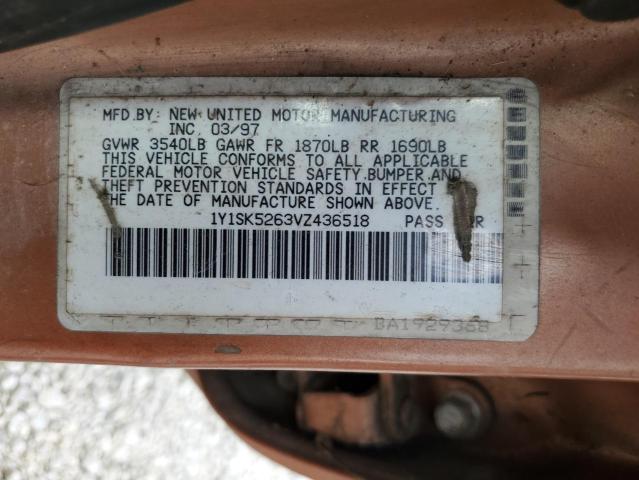 MFD.BY: NEW UNITED MOTOR MANUFACTURING
INC. 03/97
GVWR 3540LB GAWR FR 1870LB RR 1690LB
THIS VEHICLE CONFORMS TO ALL APPLICABLE
FEDERAL MOTOR VEHICLE SAFETY,BUMPER,AND
THEFT PREVENTION STANDARDS IN EFFECT ON
THE DATE OF MANUFACTURE SHOWN ABOVE.
1Y1SK5263VZ436518 PASS
BA1929368